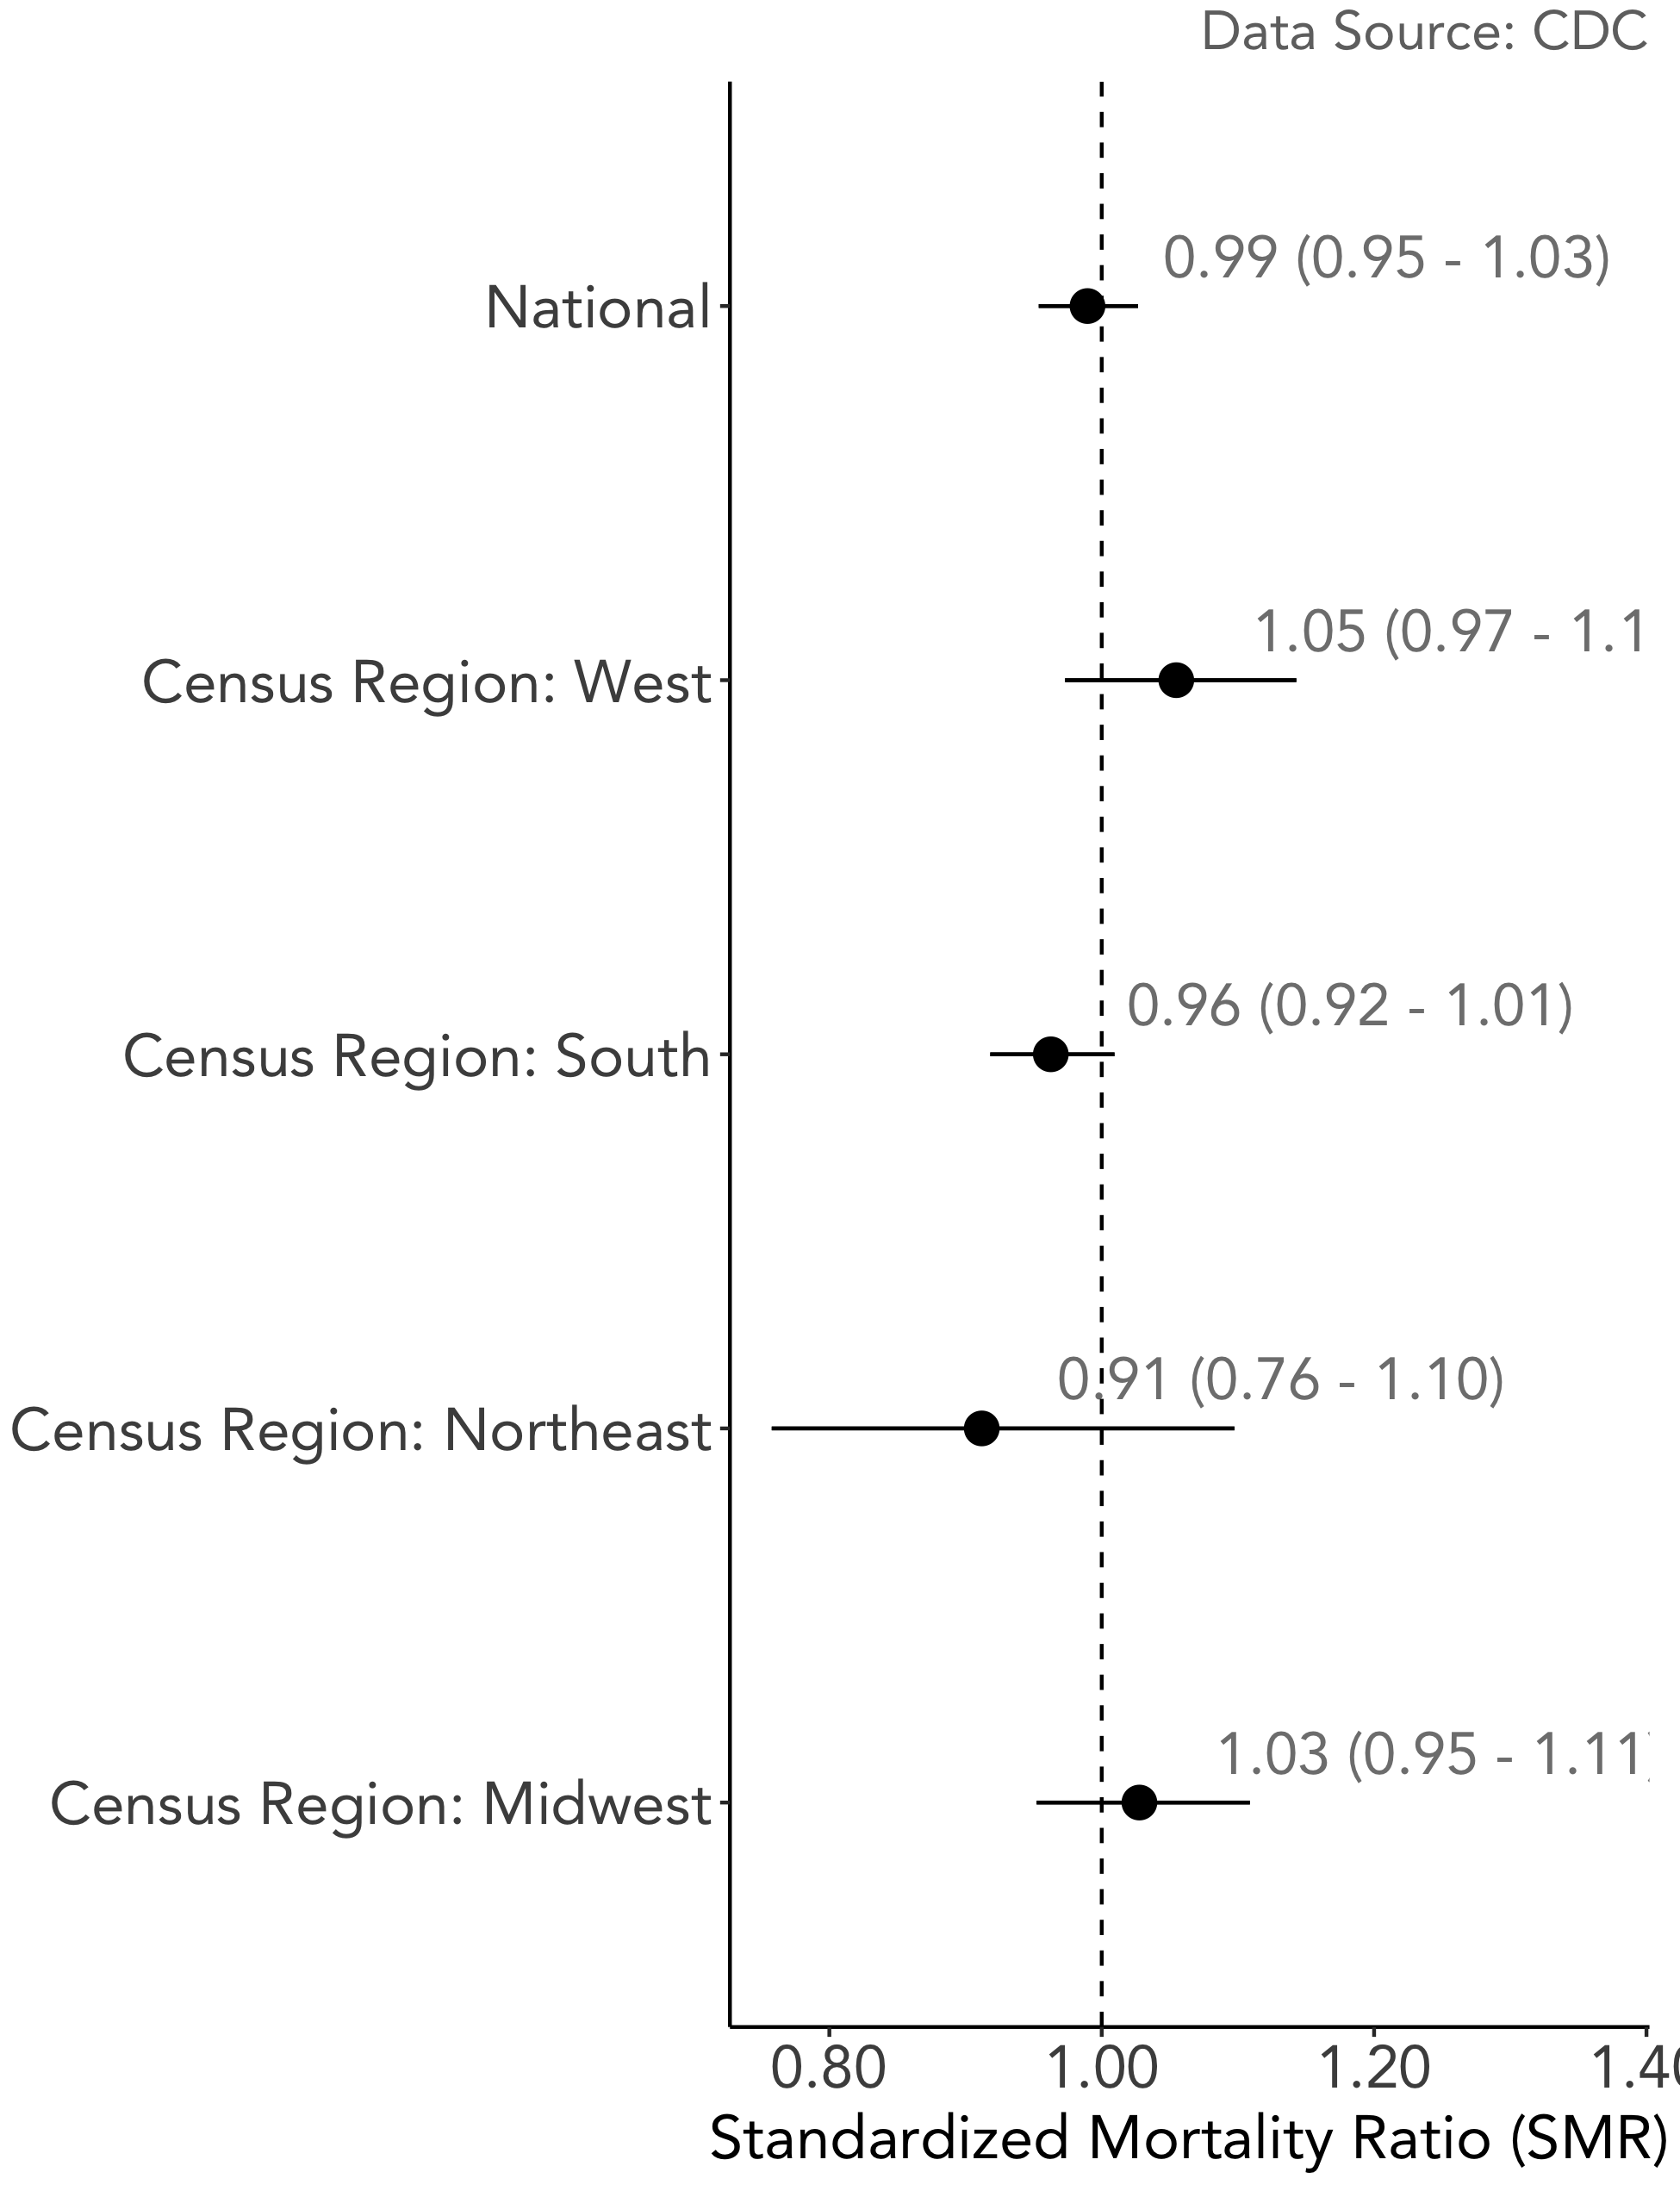 Data Source: CDC
0.99 (0.95 - 1.03)
National
1.05 (0.97 - 1.1
Census Region: West
0.96 (0.92 - 1.01)
Census Region: South
0.91 (0.76 - 1.10)
Census Region: Northeast
1.03 (0.95 - 1.11
Census Region: Midwest
0.80 1.00 1.20 1.40
Standardized Mortality Ratio (SMR)